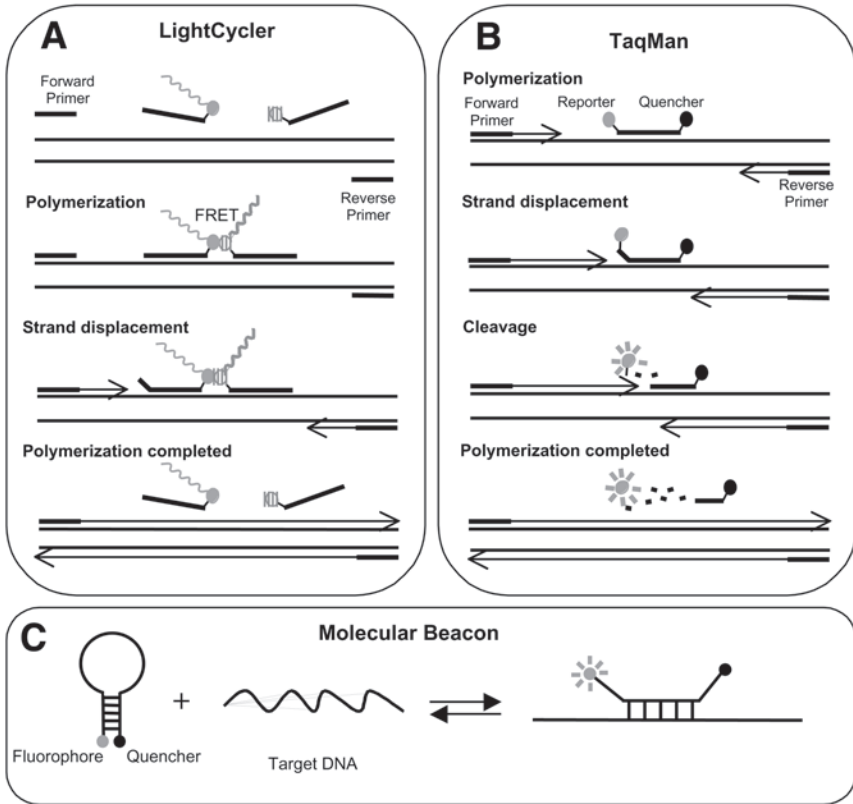 A
LightCycler
Forward
Primer
Reverse
Primer
Polymerization
FRET
Strand displacement
Polymerization completed
B
TaqMan
Polymerization
Forward
Primer
Reporter
Quencher
Reverse
Primer
Strand displacement
Cleavage
Polymerization completed
C
Molecular Beacon
+
Fluorophore
Quencher
Target DNA